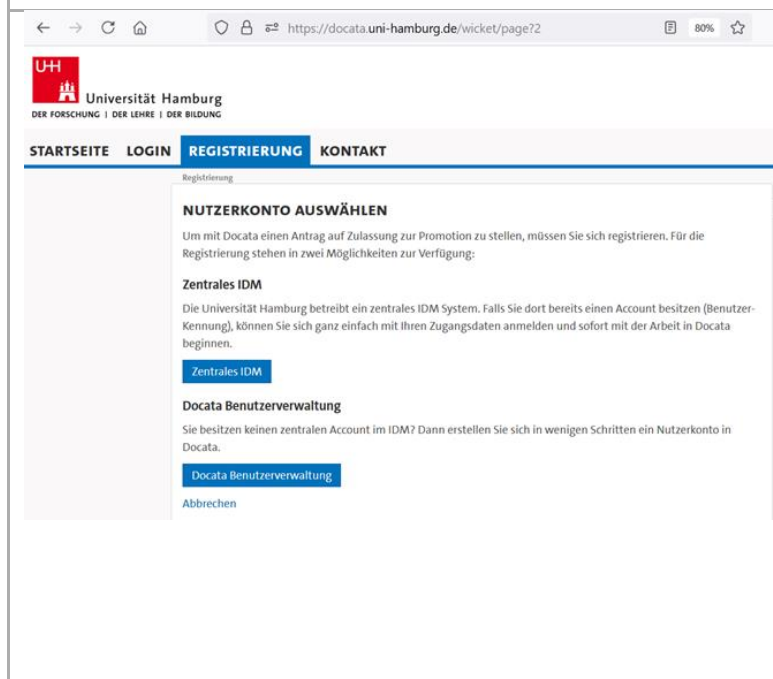 https://docata.uni-hamburg.de/wicket/page?2
80%
UH
Universität Hamburg
DER FORSCHUNG | DER LEHRE | DER BILDUNG
STARTSEITE LOGIN REGISTRIERUNG KONTAKT
Registrierung
NUTZERKONTO AUSWÄHLEN
Um mit Docata einen Antrag auf Zulassung zur Promotion zu stellen, müssen Sie sich registrieren. Für die
Registrierung stehen in zwei Möglichkeiten zur Verfügung:
Zentrales IDM
Die Universität Hamburg betreibt ein zentrales IDM System. Falls Sie dort bereits einen Account besitzen (Benutzer-
Kennung), können Sie sich ganz einfach mit Ihren Zugangsdaten anmelden und sofort mit der Arbeit in Docata
beginnen.
Zentrales IDM
Docata Benutzerverwaltung
Sie besitzen keinen zentralen Account im IDM? Dann erstellen Sie sich in wenigen Schritten ein Nutzerkonto in
Docata.
Docata Benutzerverwaltung
Abbrechen